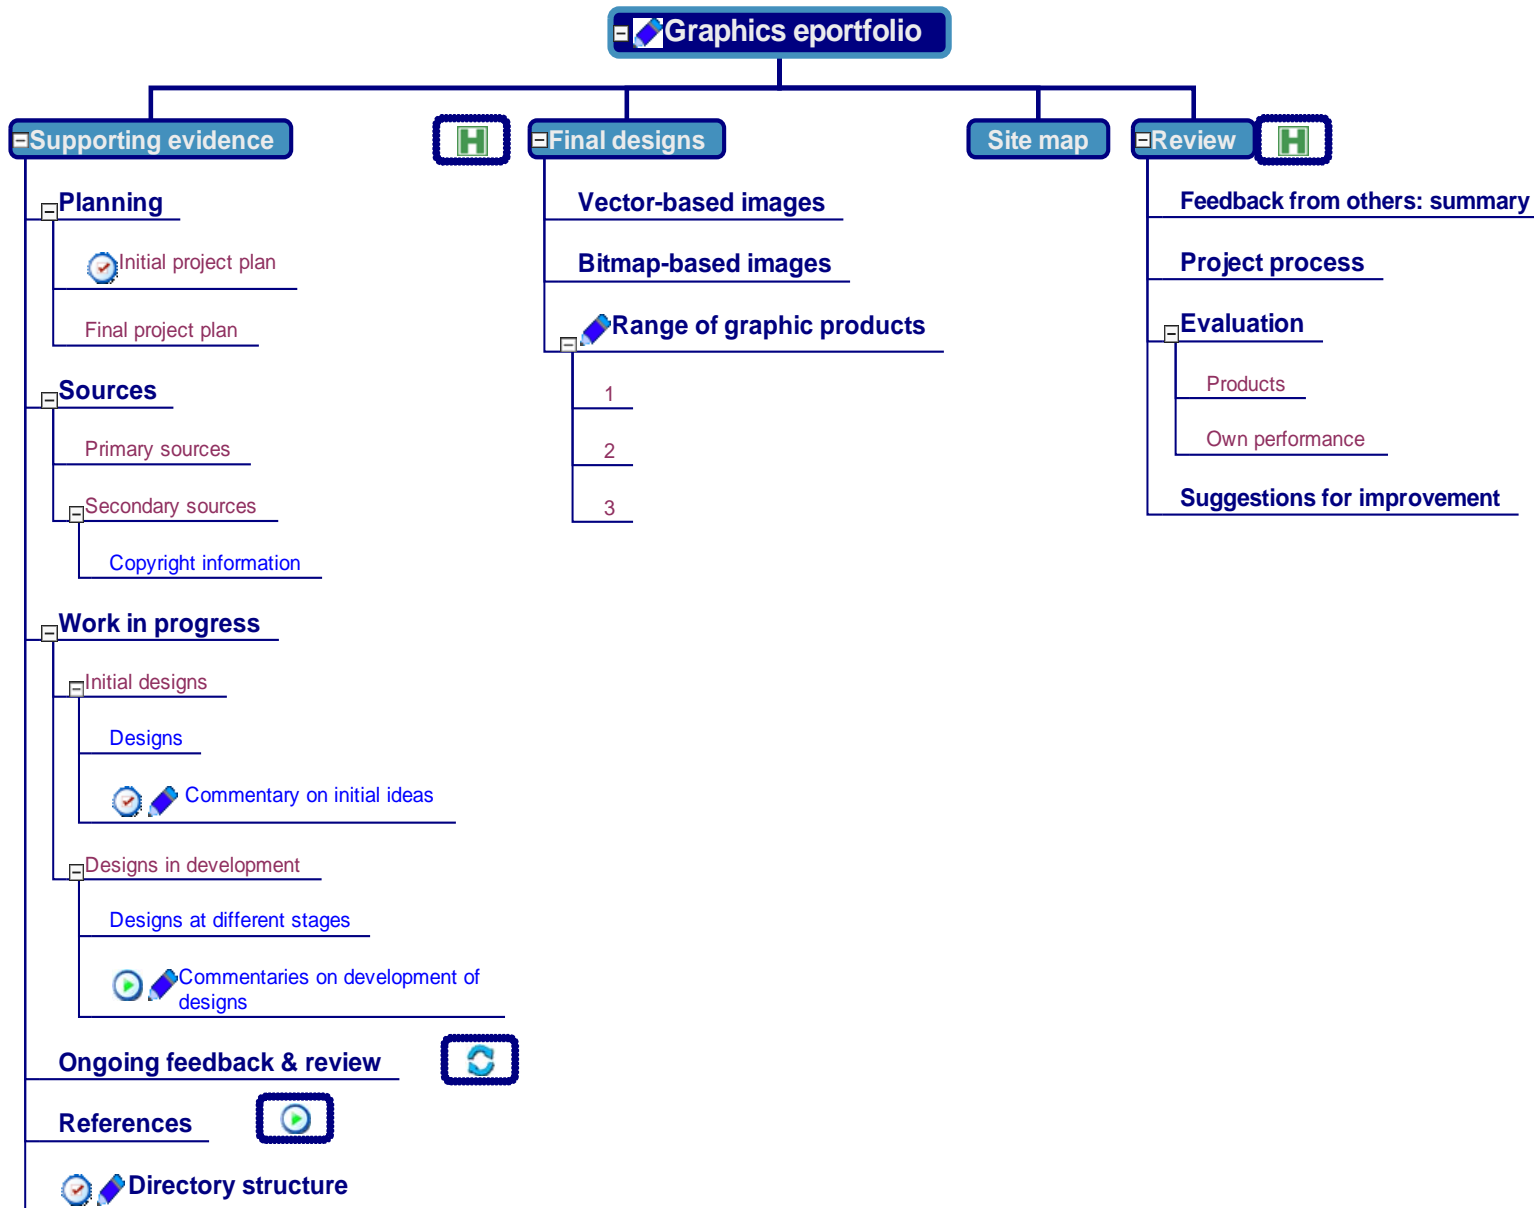 Graphics eportfolio
Supporting evidence
H
Final designs
Site map
Review
H
Planning
Initial project plan
Final project plan
Sources
Primary sources
Secondary sources
Copyright information
Work in progress
Initial designs
Designs
Commentary on initial ideas
Designs in development
Designs at different stages
Commentaries on development of
designs
Ongoing feedback & review
References
Directory structure
Vector-based images
Bitmap-based images
Range of graphic products
1
2
3
Feedback from others: summary
Project process
Evaluation
Products
Own performance
Suggestions for improvement